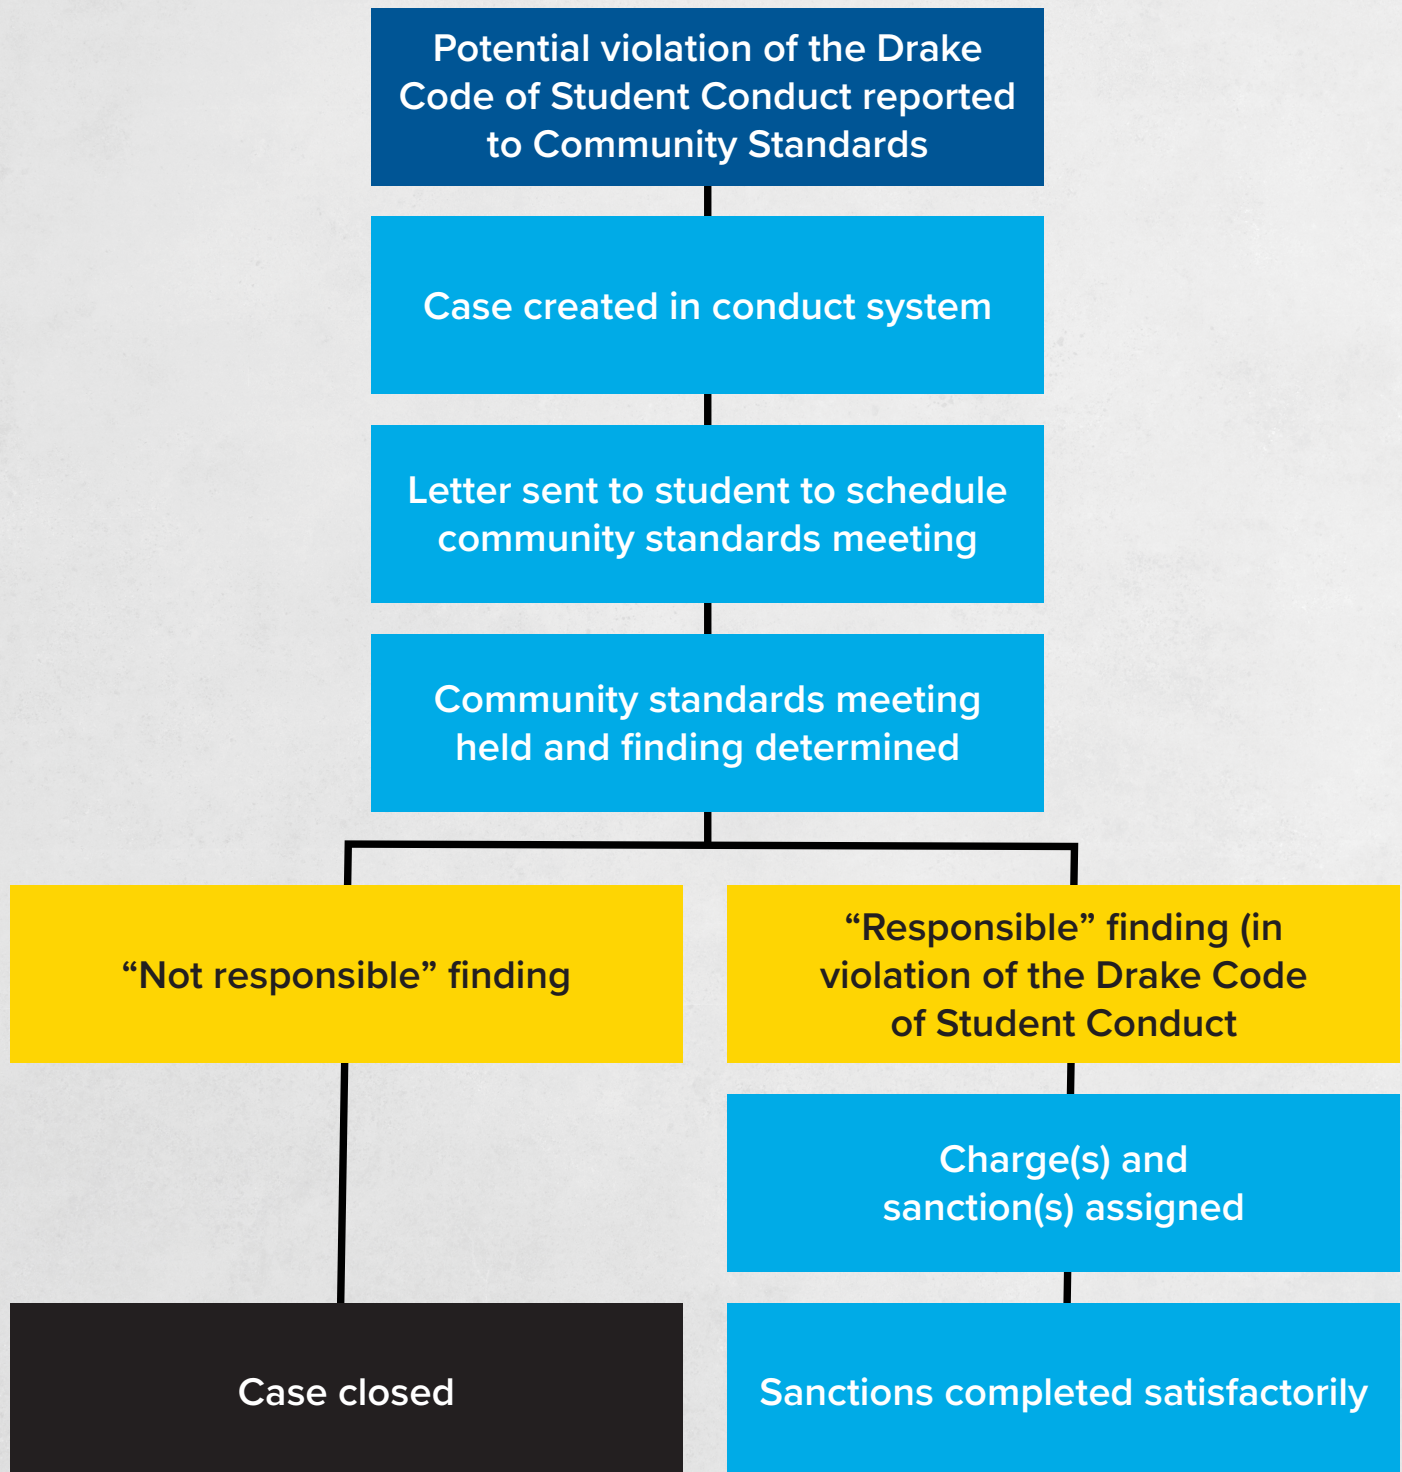 Potential violation of the Drake
Code of Student Conduct reported
to Community Standards
Case created in conduct system
Letter sent to student to schedule
community standards meeting
Community standards meeting
held and finding determined
“Not responsible” finding
“Responsible” finding (in
violation of the Drake Code
of Student Conduct
Charge(s) and
sanction(s) assigned
Case closed
Sanctions completed satisfactorily